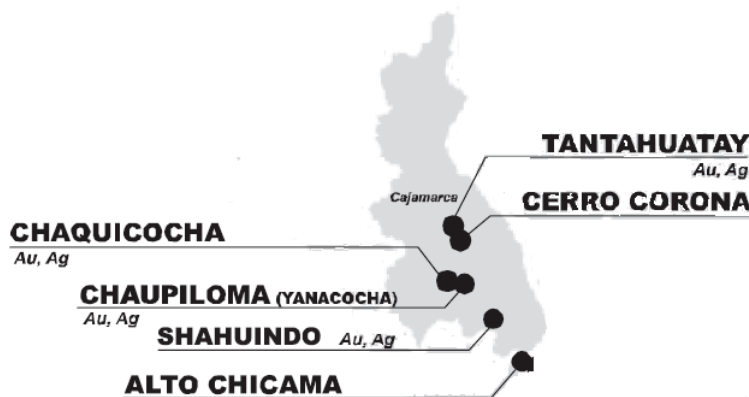 TANTAHUATAY
Au, Ag
Cajamarca
CERRO CORONA
CHAQUICOCHA
Au, Ag
CHAUPILOMA (YANACOCHA)
Au, Ag
SHAHUINDO Au, Ag
ALTO CHICAMA